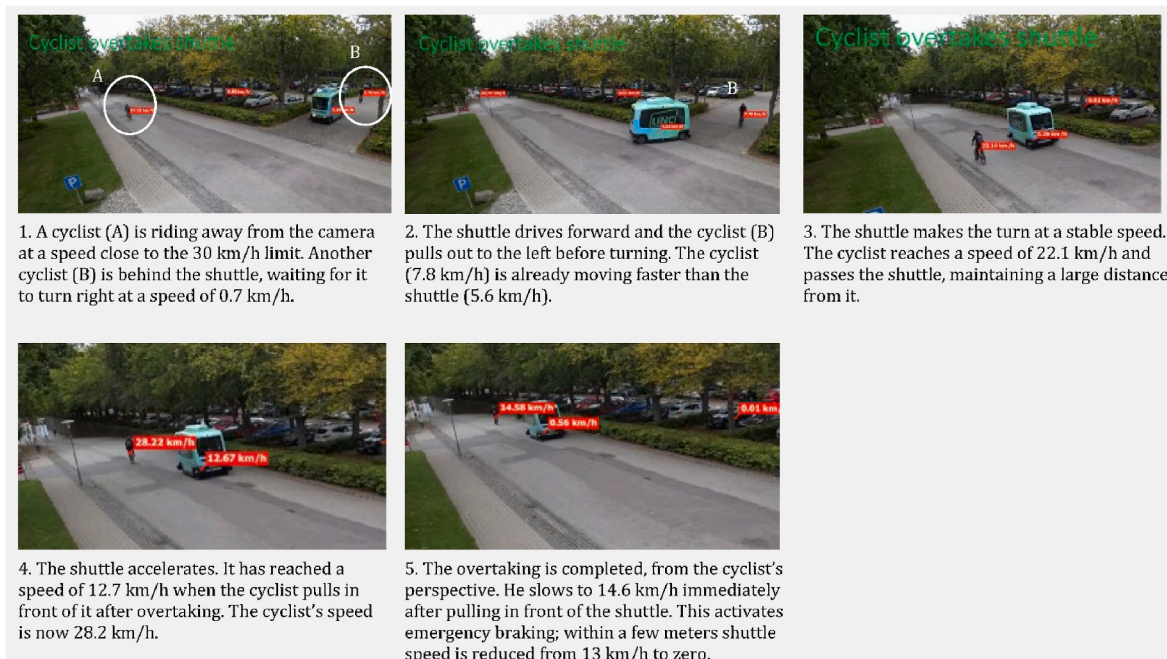 Cyclist overtakes shuttle
A
B
Cyclist overtakes shuttle
B
UNO
Cyclist overtakes shuttle
22.14 km/h
1. A cyclist (A) is riding away from the camera
at a speed close to the 30 km/h limit. Another
cyclist (B) is behind the shuttle, waiting for it
to turn right at a speed of 0.7 km/h.
2. The shuttle drives forward and the cyclist (B)
pulls out to the left before turning. The cyclist
(7.8 km/h) is already moving faster than the
shuttle (5.6 km/h).
3. The shuttle makes the turn at a stable speed.
The cyclist reaches a speed of 22.1 km/h and
passes the shuttle, maintaining a large distance
from it.
P
P
28.22 km/h
12.67 km/h
14.58 km/h
0.56 km/h
0.01 km/
4. The shuttle accelerates. It has reached a
speed of 12.7 km/h when the cyclist pulls in
front of it after overtaking. The cyclist's speed
is now 28.2 km/h.
5. The overtaking is completed, from the cyclist's
perspective. He slows to 14.6 km/h immediately
after pulling in front of the shuttle. This activates
emergency braking; within a few meters shuttle
speed is reduced from 13 km/h to zero.